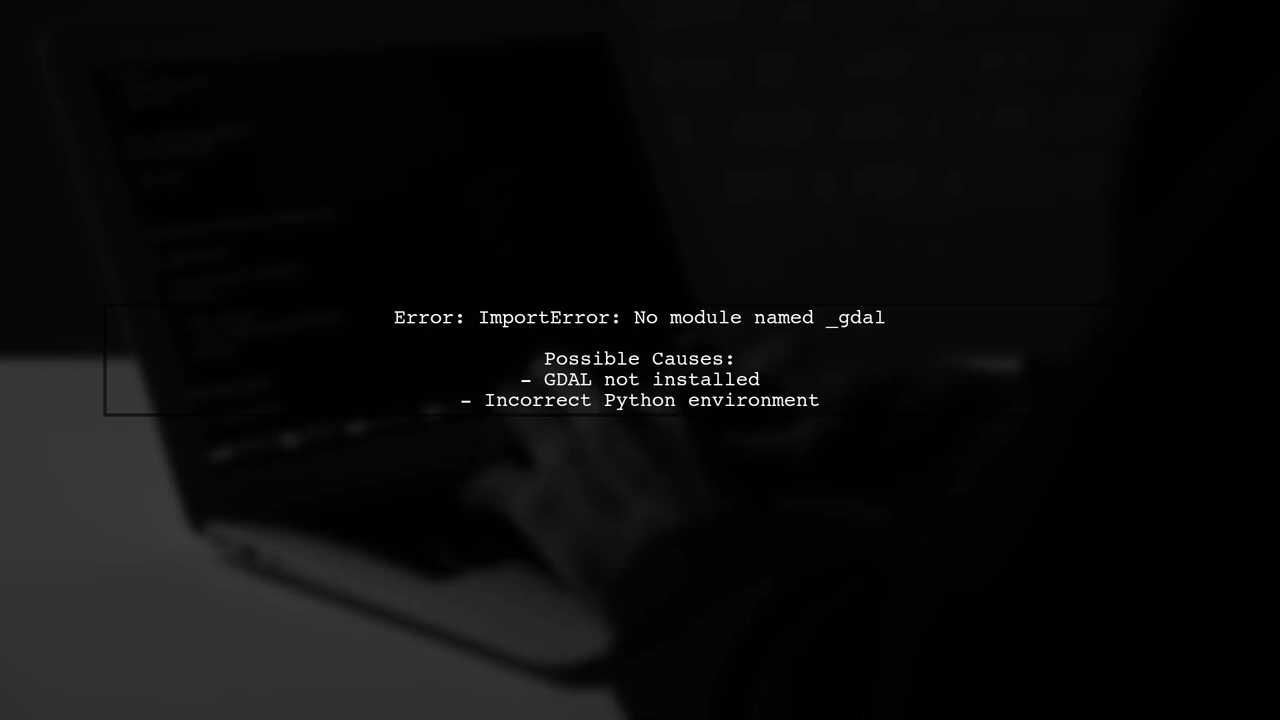 Error: ImportError: No module named _gdal
Possible Causes:
- GDAL not installed
- Incorrect Python environment